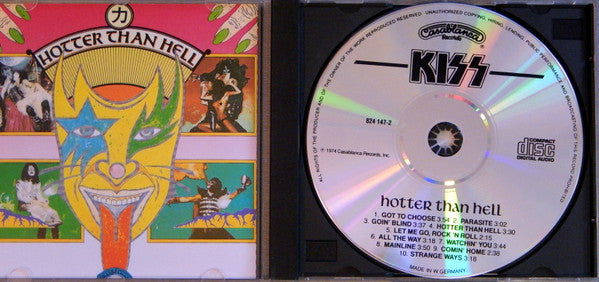 力
HOTTER THAN HELL
UNAUTHORIZED COPYING, HIRING, LENDING, PUBLIC PERFORMANCE AND BROADCASTING OF THIS RECORD PROHIBITED
ALL RIGHTS OF THE PRODUCER AND OF THE OWNER OF THE WORK REPRODUCED RESERVED.
Casablanca
Records
KISS
824 147-2
℗ 1974 Casablanca Records, Inc.
COMPACT
disc
DIGITAL AUDIO
hotter than hell
1. GOT TO CHOOSE 3:54 2. PARASITE 3:02
3. GOIN' BLIND 3:37 4. HOTTER THAN HELL 3:30
5. LET ME GO, ROCK 'N ROLL 2:15
6. ALL THE WAY 3:18 7. WATCHIN' YOU 3:44
8. MAINLINE 3:50 9. COMIN' HOME 2:38
10. STRANGE WAYS 3:18
MADE IN W. GERMANY